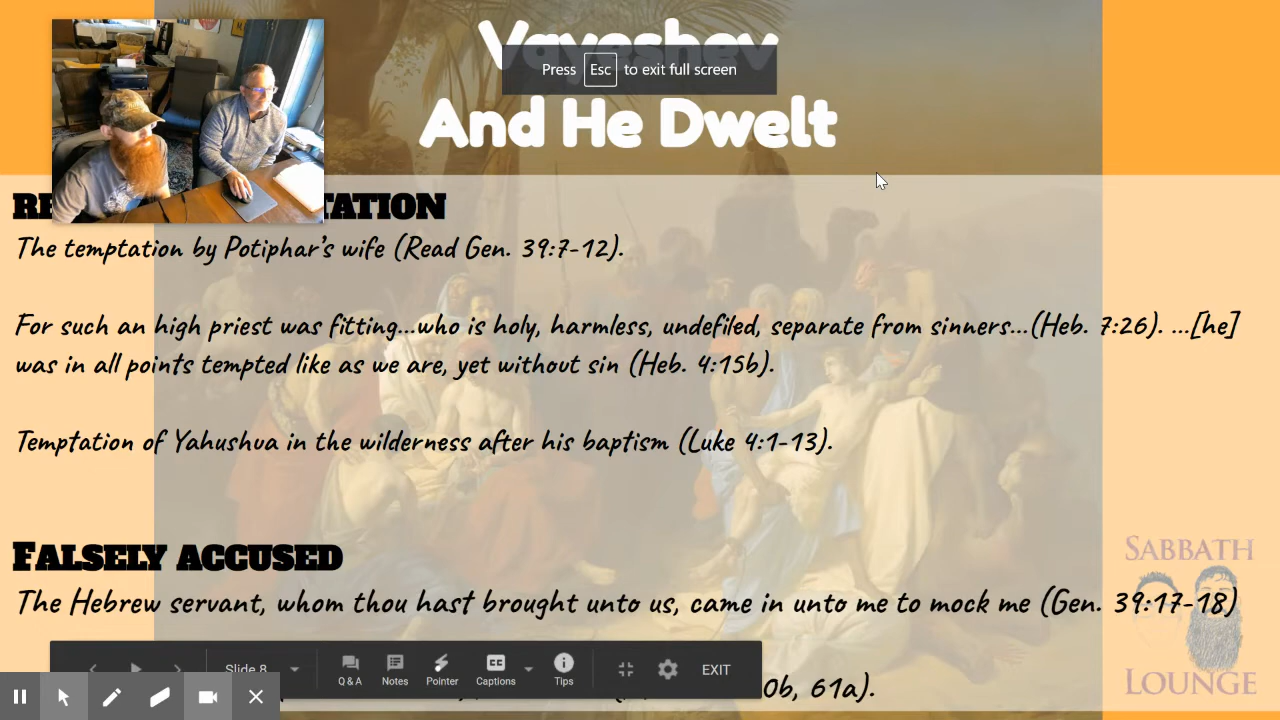 Vayeshev
Press Esc to exit full screen
And He Dwelt
RE TATION
The temptation by Potiphar's wife (Read Gen. 39:7-12).
For such an high priest was fitting...who is holy, harmless, undefiled, separate from sinners...(Heb. 7:26). ...[he]
was in all points tempted like as we are, yet without sin (Heb. 4:15b).
Temptation of Yahushua in the wilderness after his baptism (Luke 4:1-13).
Falsely accused
The Hebrew servant, whom thou hast brought unto us, came in unto me to mock me (Gen. 39:17-18)
SABBATH
LOUNGE
Slide 8
Q & A
Notes
Pointer
CC
Captions
Tips
EXIT
0b, 61a).